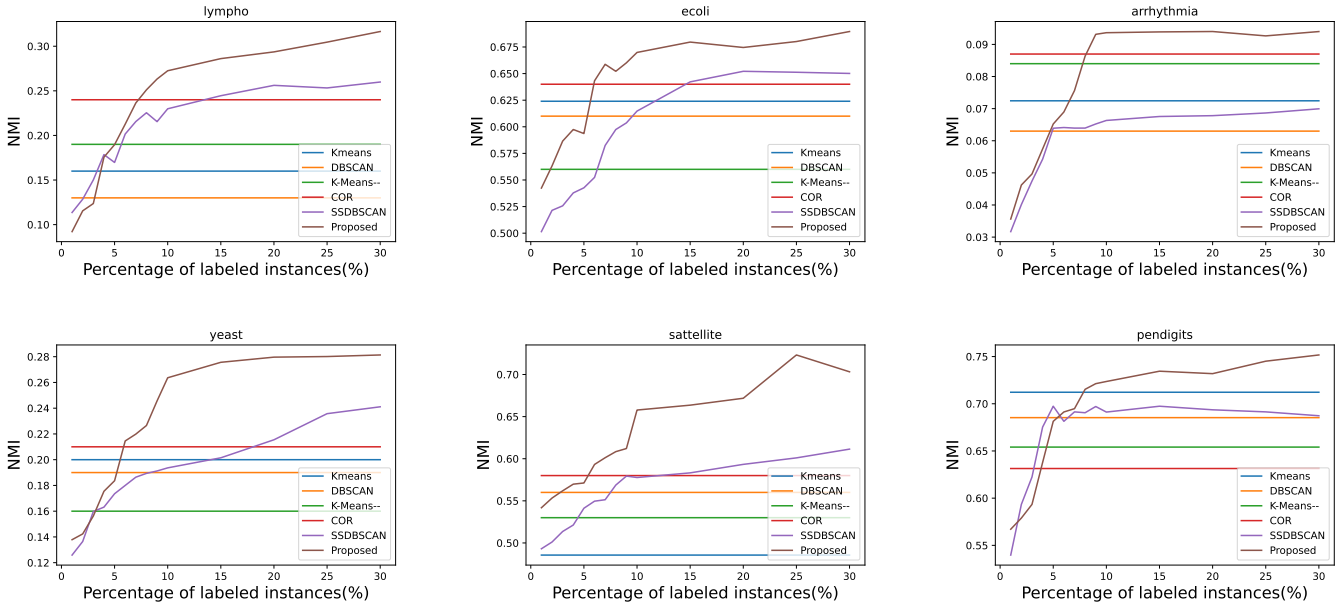 lympho
NMI
0.30
0.25
0.20
0.15
0.10
Kmeans
DBSCAN
K-Means--
COR
SSDBSCAN
Proposed
0 5 10 15 20 25 30
Percentage of labeled instances(%)
ecoli
NMI
0.675
0.650
0.625
0.600
0.575
0.550
0.525
0.500
Kmeans
DBSCAN
K-Means--
COR
SSDBSCAN
Proposed
0 5 10 15 20 25 30
Percentage of labeled instances(%)
arrhythmia
NMI
0.09
0.08
0.07
0.06
0.05
0.04
0.03
Kmeans
DBSCAN
K-Means--
COR
SSDBSCAN
Proposed
0 5 10 15 20 25 30
Percentage of labeled instances(%)
yeast
NMI
0.28
0.26
0.24
0.22
0.20
0.18
0.16
0.14
0.12
Kmeans
DBSCAN
K-Means--
COR
SSDBSCAN
Proposed
0 5 10 15 20 25 30
Percentage of labeled instances(%)
sattellite
NMI
0.70
0.65
0.60
0.55
0.50
Kmeans
DBSCAN
K-Means--
COR
SSDBSCAN
Proposed
0 5 10 15 20 25 30
Percentage of labeled instances(%)
pendigits
NMI
0.75
0.70
0.65
0.60
0.55
Kmeans
DBSCAN
K-Means--
COR
SSDBSCAN
Proposed
0 5 10 15 20 25 30
Percentage of labeled instances(%)